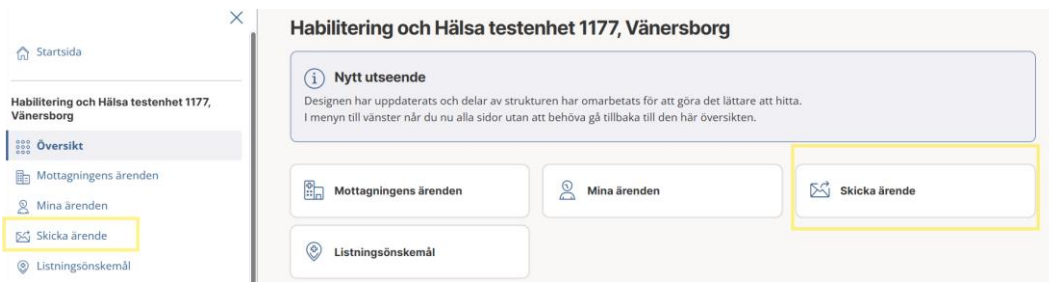 Startsida
Habilitering och Hälsa testenhet 1177,
Vänersborg
Översikt
Mottagningens ärenden
Mina ärenden
Skicka ärende
Listningsönskemål
Habilitering och Hälsa testenhet 1177, Vänersborg
Nytt utseende
Designen har uppdaterats och delar av strukturen har omarbetats för att göra det lättare att hitta.
I menyn till vänster når du nu alla sidor utan att behöva gå tillbaka till den här översikten.
Mottagningens ärenden
Mina ärenden
Skicka ärende
Listningsönskemål